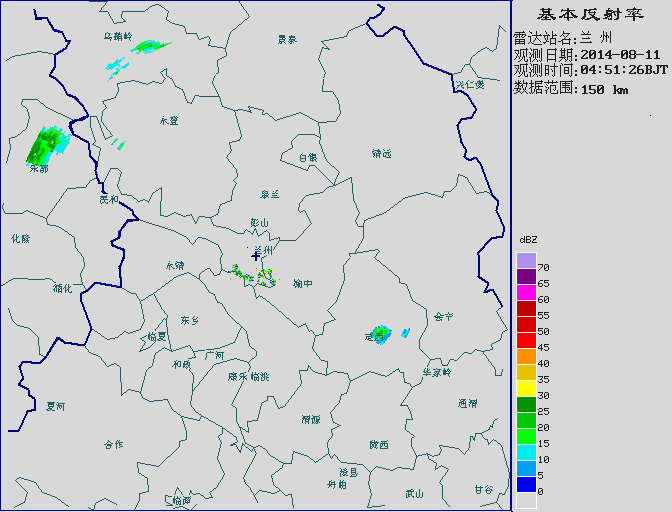 基本反射率
雷达站名:兰 州
观测日期:2014-08-11
观测时间:04:51:26BJT
数据范围:150 km
乌鞘岭
景泰
兴仁堡
永登
白银
靖远
乐都
民和
皋兰
彭山
化隆
兰州
永靖
榆中
循化
东乡
会宁
临夏
定西
广河
和政
康乐
临洮
华家岭
夏河
渭源
通渭
合作
陇西
漳县
岷山
武山
甘谷
临潭
dBZ
70
65
60
55
50
45
40
35
30
25
20
15
10
5
0